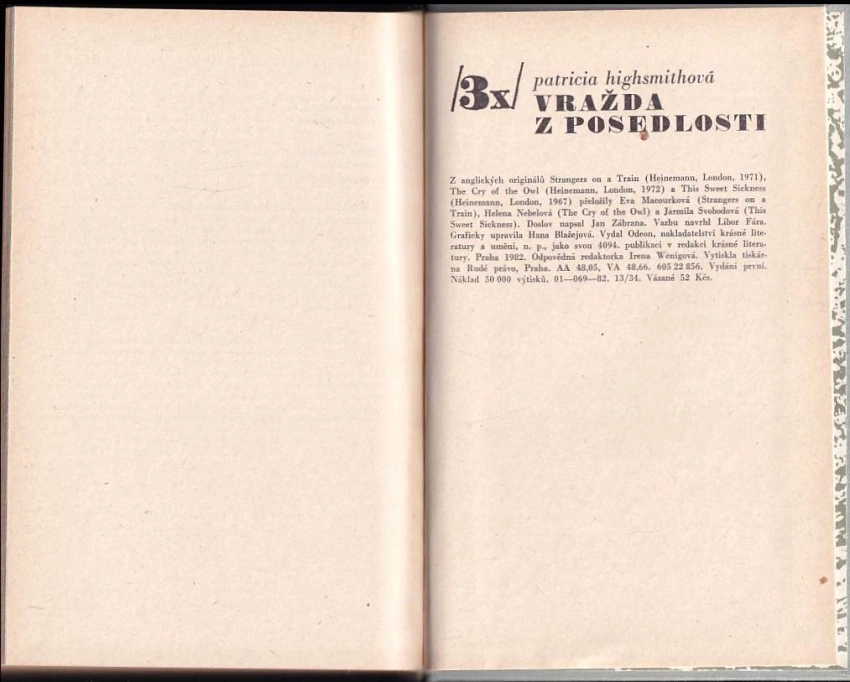 /3x/ patricia highsmithová
VRAŽDA
Z POSEDLOSTI
Z anglických originálů Strangers on a Train (Heinemann, London, 1971),
The Cry of the Owl (Heinemann, London, 1972) a This Sweet Sickness
(Heinemann, London, 1967) přeložily Eva Macourková (Strangers on a
Train), Helena Nebelová (The Cry of the Owl) a Jarmila Svobodová (This
Sweet Sickness). Doslov napsal Jan Zábrana. Vazbu navrhl Libor Fára.
Graficky upravila Hana Blažejová. Vydal Odeon, nakladatelství krásné lite-
ratury a umění, n. p., jako svou 4094. publikaci v redakci krásné litera-
tury. Praha 1982. Odpovědná redaktorka Irena Wenigová. Vytiskla tiskár-
na Rudé právo, Praha. AA 48,05, VA 48,66. 605 22 856. Vydání první.
Náklad 50 000 výtisků. 01—069—82. 13/34. Vázané 52 Kčs.